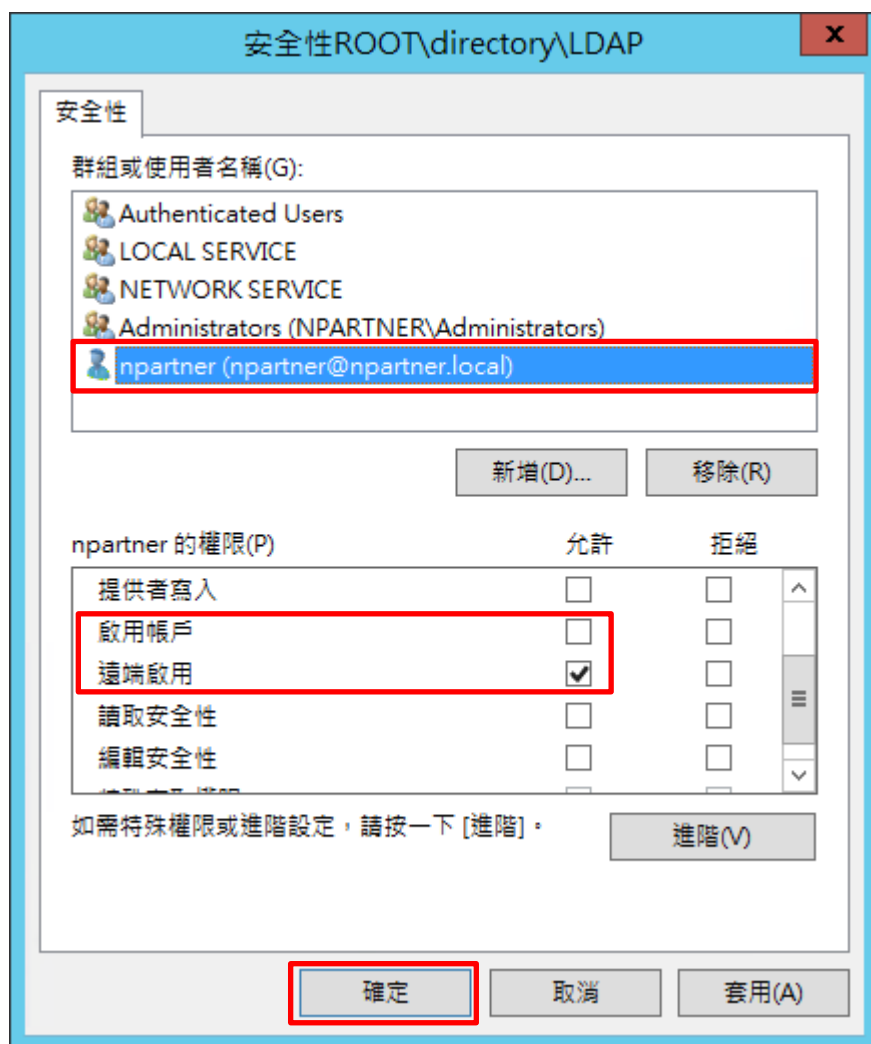 安全性ROOT\directory\LDAP
x
安全性
群組或使用者名稱(G):
Authenticated Users
LOCAL SERVICE
NETWORK SERVICE
Administrators (NPARTNER\Administrators)
npartner (npartner@npartner.local)
新增(D)... 移除(R)
npartner 的權限(P) 允許 拒絕
提供者寫入
啟用帳戶
遠端啟用
讀取安全性
編輯安全性
如需特殊權限或進階設定，請按一下 [進階]。
進階(V)
確定 取消 套用(A)